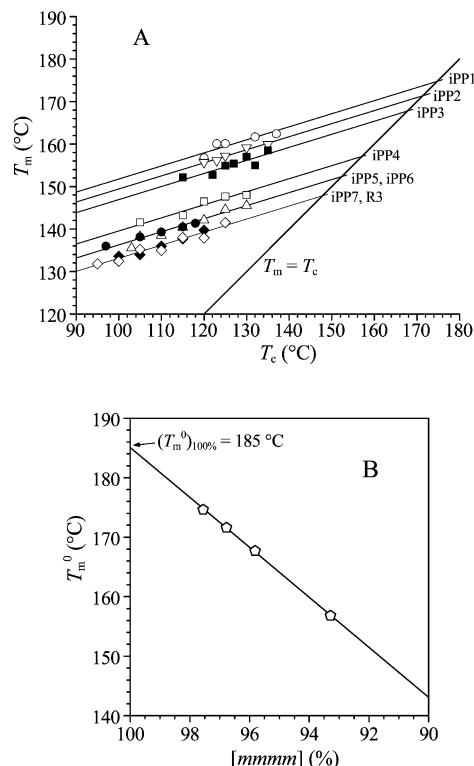 A
190
180
170
160
150
140
130
120
T_m (°C)
iPP1
iPP2
iPP3
iPP4
iPP5, iPP6
iPP7, R3
T_m = T_c
90 100 110 120 130 140 150 160 170 180
T_c (°C)
B
190
180
170
160
150
140
T_m^0 (°C)
(T_m^0)_100% = 185 °C
100 98 96 94 92 90
[mmmm] (%)